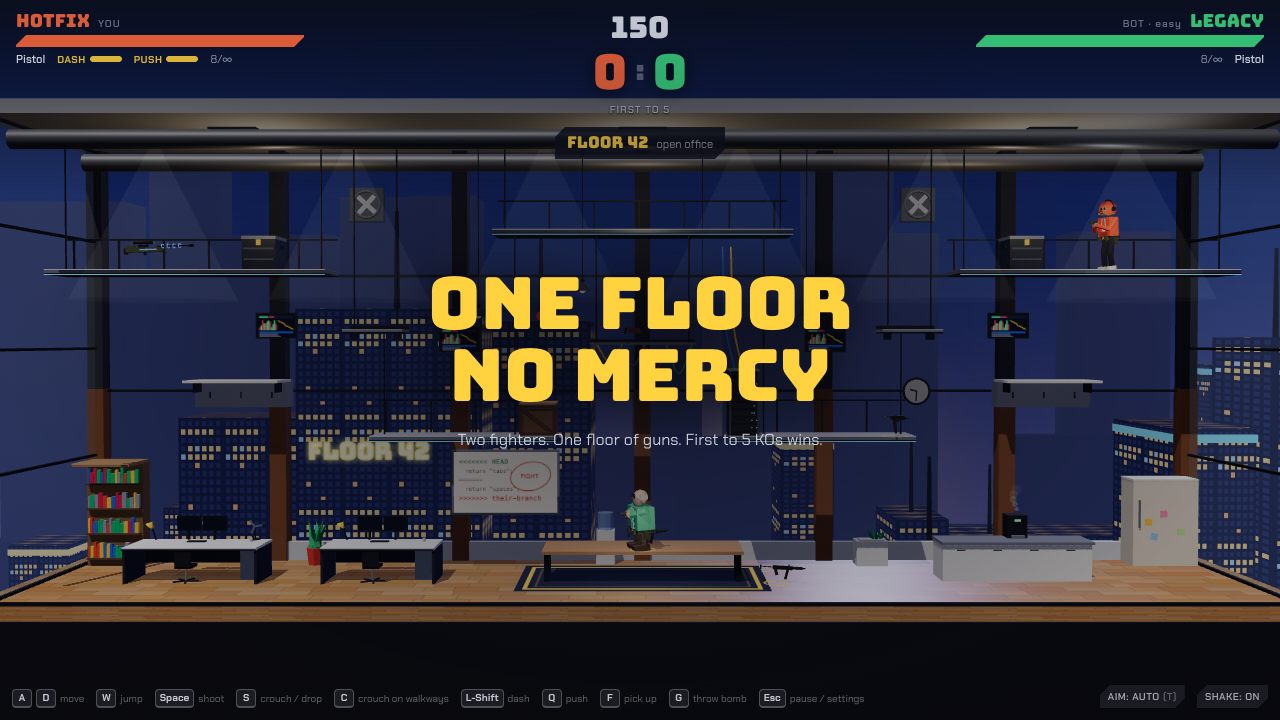 HOTFIX YOU
Pistol DASH PUSH 8/∞
150
0 : 0
FIRST TO 5
BOT · easy LEGACY
8/∞ Pistol
FLOOR 42 open office
ONE FLOOR
NO MERCY
Two fighters. One floor of guns. First to 5 KOs wins.
FLOOR 42
<<<<<<< HEAD
return "tabs"
=======
return "spaces"
>>>>>>> their-branch
FIGHT
A D move W jump Space shoot S crouch / drop C crouch on walkways L-Shift dash Q push F pick up G throw bomb Esc pause / settings
AIM: AUTO [T] SHAKE: ON